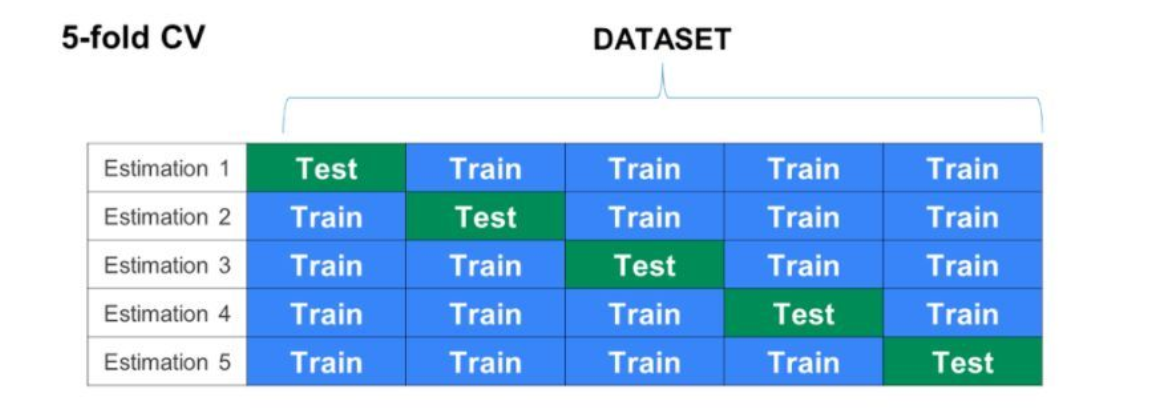 5-fold CV DATASET
Estimation 1 Test Train Train Train Train
Estimation 2 Train Test Train Train Train
Estimation 3 Train Train Test Train Train
Estimation 4 Train Train Train Test Train
Estimation 5 Train Train Train Train Test